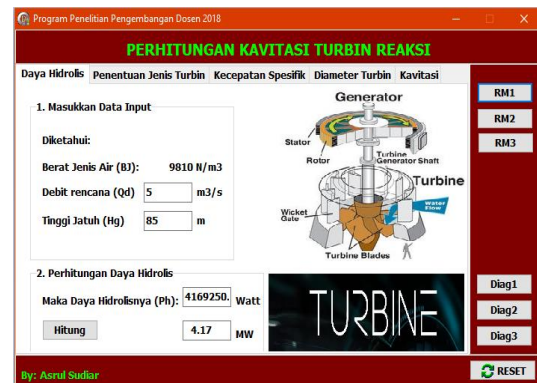 Program Penelitian Pengembangan Dosen 2018
PERHITUNGAN KAVITASI TURBIN REAKSI
Daya Hidrolis Penentuan Jenis Turbin Kecepatan Spesifik Diameter Turbin Kavitasi
1. Masukkan Data Input
Diketahui:
Berat Jenis Air (BJ): 9810 N/m3
Debit rencana (Qd) 5 m3/s
Tinggi Jatuh (Hg) 85 m
2. Perhitungan Daya Hidrolis
Maka Daya Hidrolisnya (Ph): 4169250. Watt
Hitung 4.17 MW
Generator
Stator
Rotor
Turbine
Generator Shaft
Turbine
Wicket
Gate
Water
Flow
Turbine Blades
TURBINE
RM1
RM2
RM3
Diag1
Diag2
Diag3
By: Asrul Sudiar
RESET